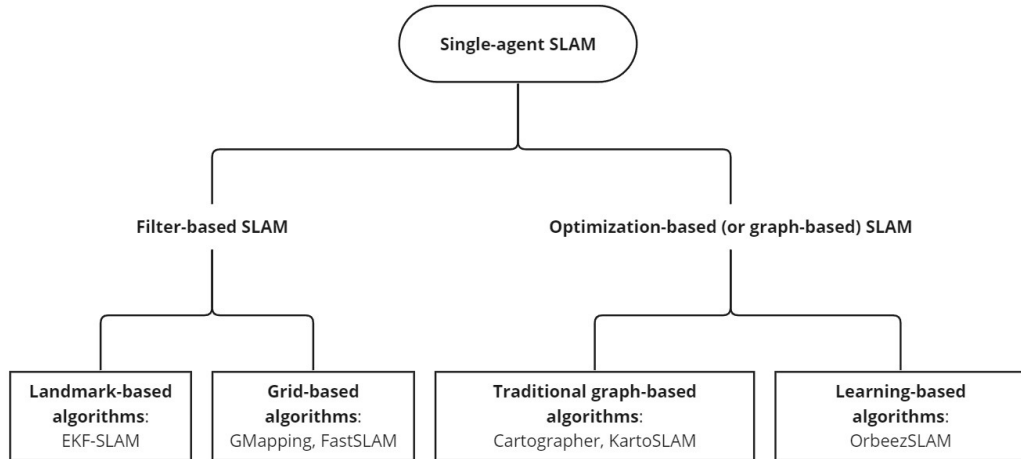 Single-agent SLAM
Filter-based SLAM
Optimization-based (or graph-based) SLAM
Landmark-based
algorithms:
EKF-SLAM
Grid-based
algorithms:
GMapping, FastSLAM
Traditional graph-based
algorithms:
Cartographer, KartoSLAM
Learning-based
algorithms:
OrbeezSLAM